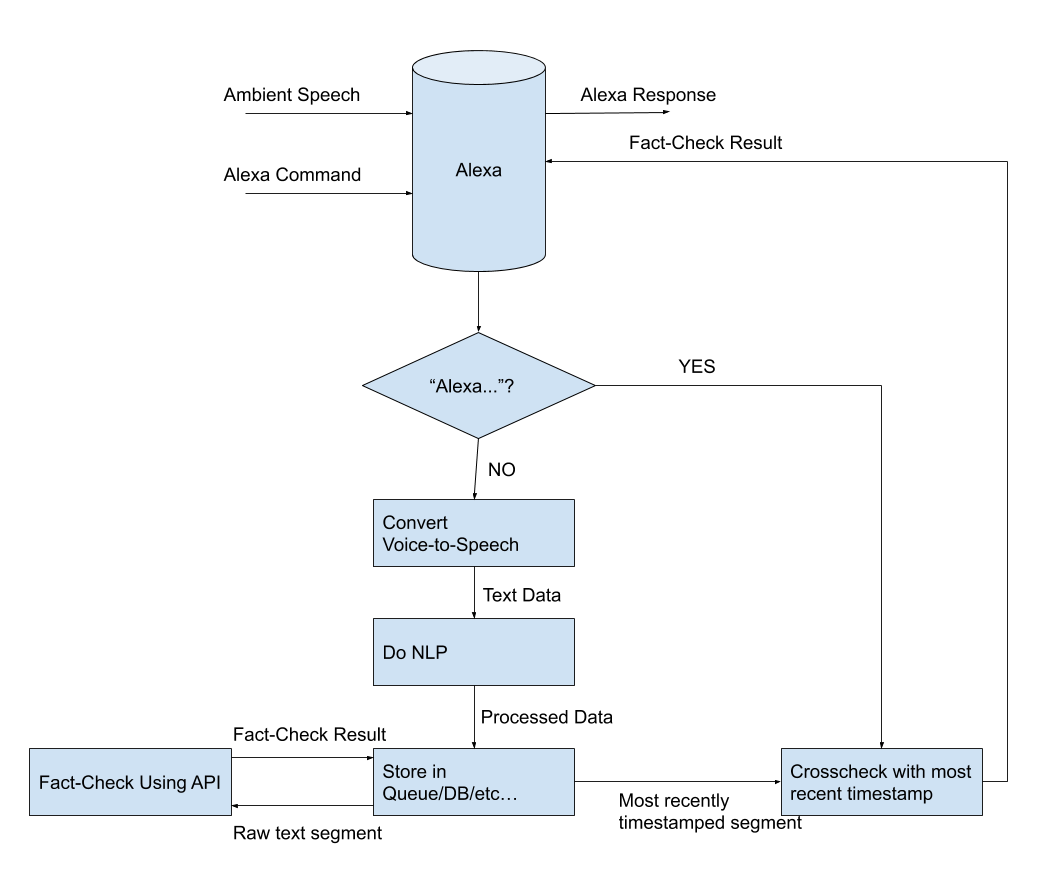 Ambient Speech
Alexa Response
Fact-Check Result
Alexa
Alexa Command
YES
“Alexa...”?
NO
Convert
Voice-to-Speech
Text Data
Do NLP
Processed Data
Fact-Check Result
Fact-Check Using API
Store in
Queue/DB/etc…
Crosscheck with most
recent timestamp
Most recently
timestamped segment
Raw text segment